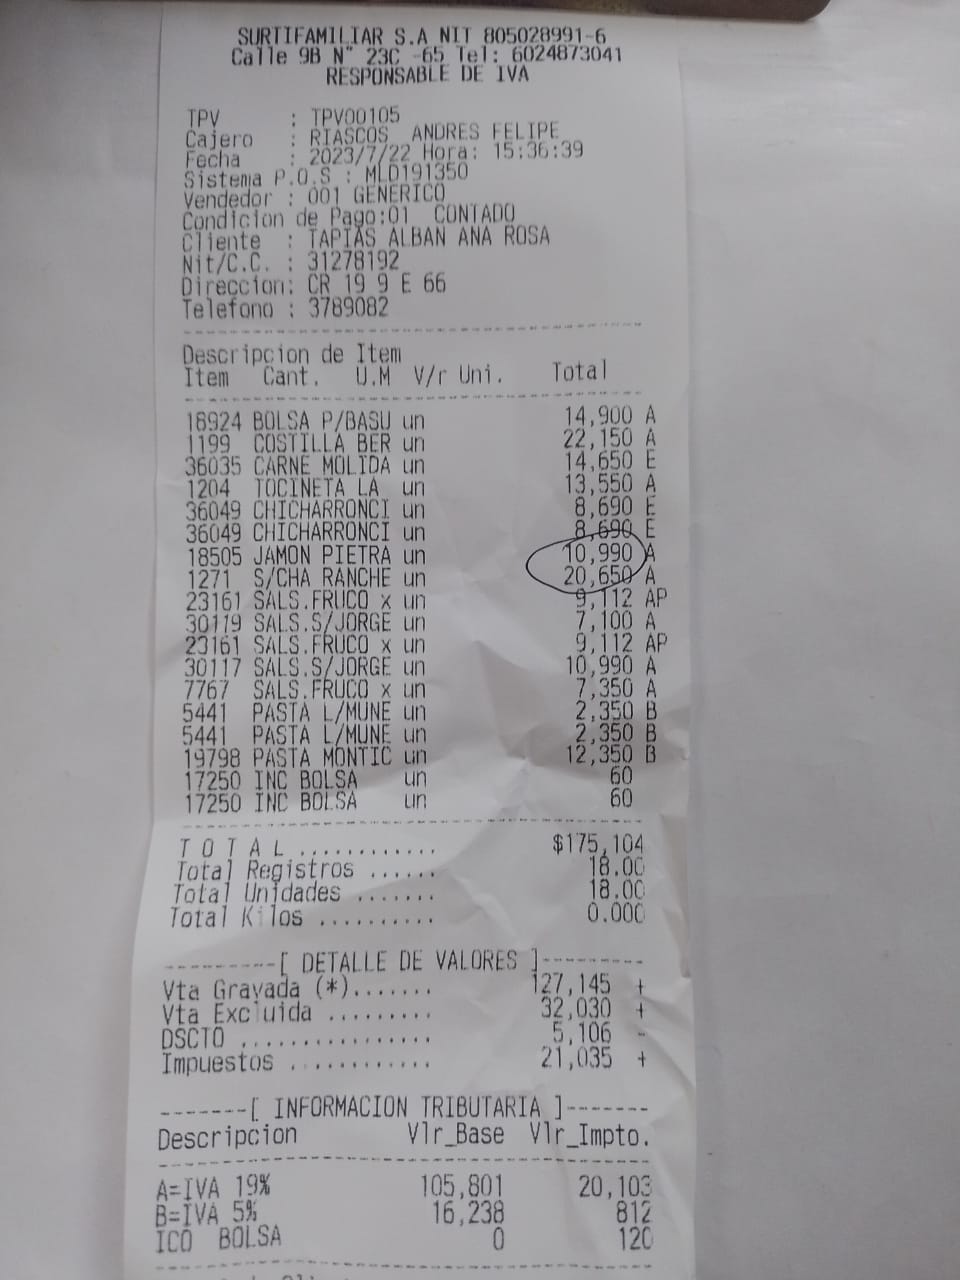 SURTIFAMILIAR S.A NIT 805028991-6
Calle 9B N° 23C -65 Tel: 6024873041
RESPONSABLE DE IVA
TPV : TPV00105
Cajero : RIASCOS ANDRES FELIPE
Fecha : 2023/7/22 Hora: 15:36:39
Sistema P.O.S : MLD191350
Vendedor : 001 GENERICO
Condicion de Pago:01 CONTADO
Cliente : TAPIAS ALBAN ANA ROSA
Nit/C.C. : 31278192
Direccion: CR 19 9 E 66
Telefono : 3789082
Descripcion de Item
Item Cant. U.M V/r Uni. Total
18924 BOLSA P/BASU un 14,900 A
1199 COSTILLA BER un 22,150 A
36035 CARNE MOLIDA un 14,650 E
1204 TOCINETA LA un 13,550 A
36049 CHICHARRONCI un 8,690 E
36049 CHICHARRONCI un 8,690 E
18505 JAMON PIETRA un 10,990 A
1271 S/CHA RANCHE un 20,650 A
23161 SALS.FRUCO x un 9,112 AP
30119 SALS.S/JORGE un 7,100 A
23161 SALS.FRUCO x un 9,112 AP
30117 SALS.S/JORGE un 10,990 A
7767 SALS.FRUCO x un 7,350 A
5441 PASTA L/MUNE un 2,350 B
5441 PASTA L/MUNE un 2,350 B
19798 PASTA MONTIC un 12,350 B
17250 INC BOLSA un 60
17250 INC BOLSA un 60
T O T A L ............ $175,104
Total Registros ...... 18.00
Total Unidades ....... 18.00
Total Kilos .......... 0.000
---------[ DETALLE DE VALORES ]---------
Vta Gravada (*)....... 127,145 +
Vta Excluida ......... 32,030 +
DSCTO ................ 5,106 -
Impuestos ............ 21,035 +
-------[ INFORMACION TRIBUTARIA ]-------
Descripcion Vlr_Base Vlr_Impto.
A=IVA 19% 105,801 20,103
B=IVA 5% 16,238 812
ICO BOLSA 0 120